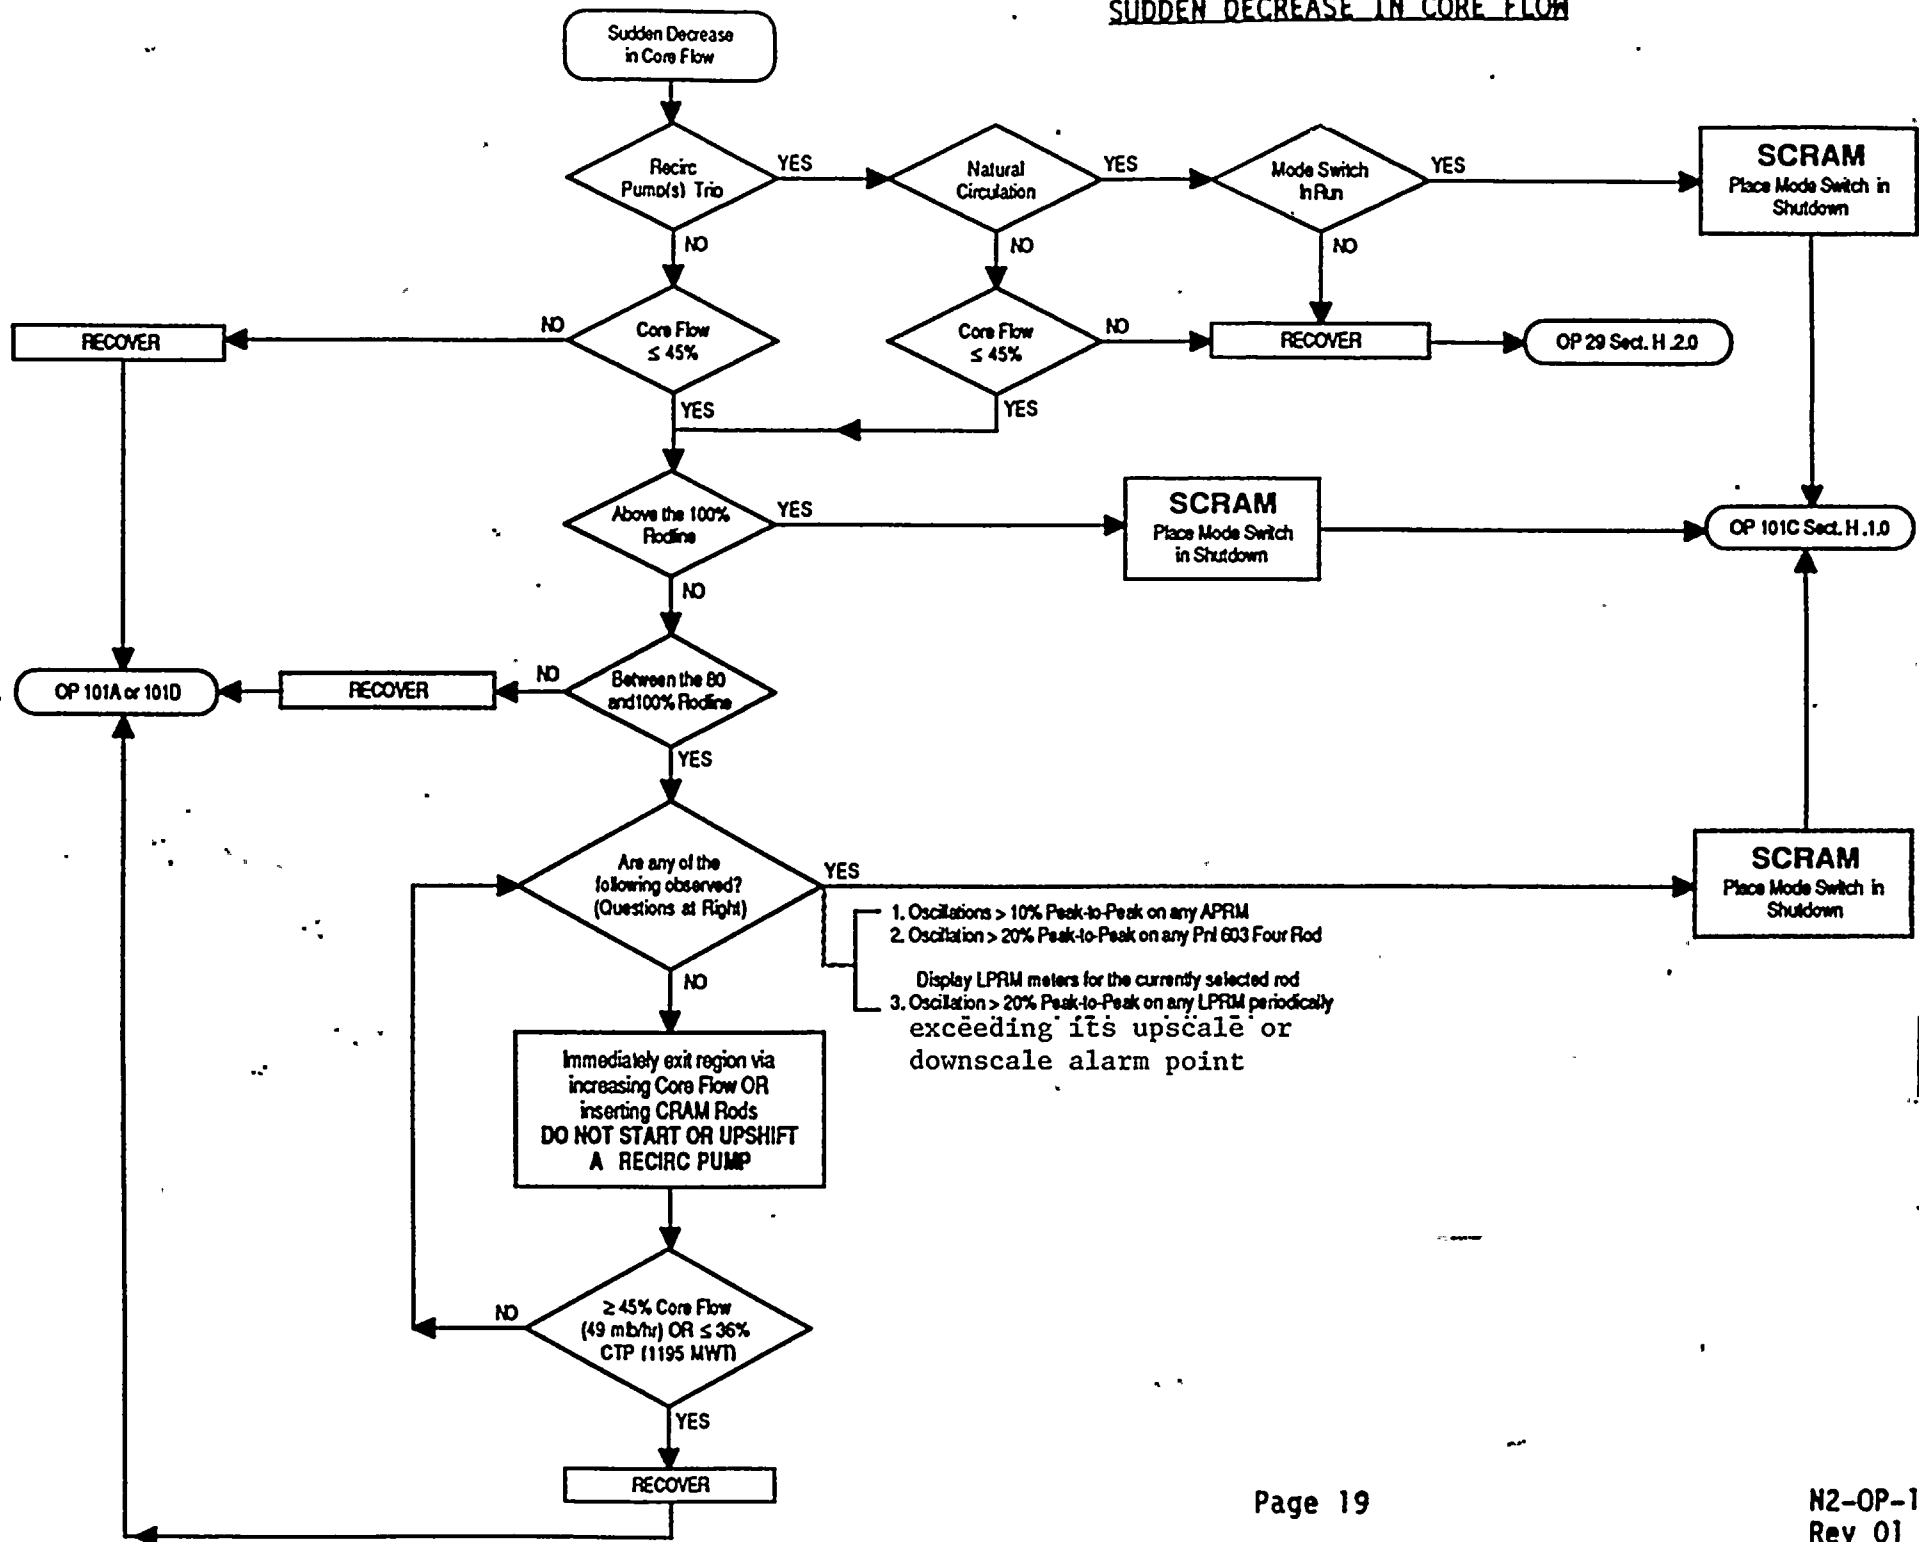 SUDDEN DECREASE IN CORE FLOW
Sudden Decrease
in Core Flow
Recirc
Pump(s) Trio
YES
Natural
Circulation
YES
Mode Switch
In Run
YES
SCRAM
Place Mode Switch in
Shutdown
NO
NO
NO
RECOVER
NO
Core Flow
≤ 45%
Core Flow
≤ 45%
NO
RECOVER
OP 29 Sect. H .2.0
YES
YES
Above the 100%
Rodline
YES
SCRAM
Place Mode Switch
in Shutdown
OP 101C Sect. H .1.0
NO
OP 101A or 101D
RECOVER
NO
Between the 80
and100% Rodline
YES
Are any of the
following observed?
(Questions at Right)
YES
SCRAM
Place Mode Switch in
Shutdown
1. Oscillations > 10% Peak-to-Peak on any APRM
2. Oscillation > 20% Peak-to-Peak on any Pnl 603 Four Rod
Display LPRM meters for the currently selected rod
3. Oscillation > 20% Peak-to-Peak on any LPRM periodically
exceeding its upscale or
downscale alarm point
NO
Immediately exit region via
increasing Core Flow OR
inserting CRAM Rods
DO NOT START OR UPSHIFT
A RECIRC PUMP
NO
≥ 45% Core Flow
(49 mlb/hr) OR ≤ 36%
CTP (1195 MWT)
YES
RECOVER
Page 19
N2-OP-1
Rev 01